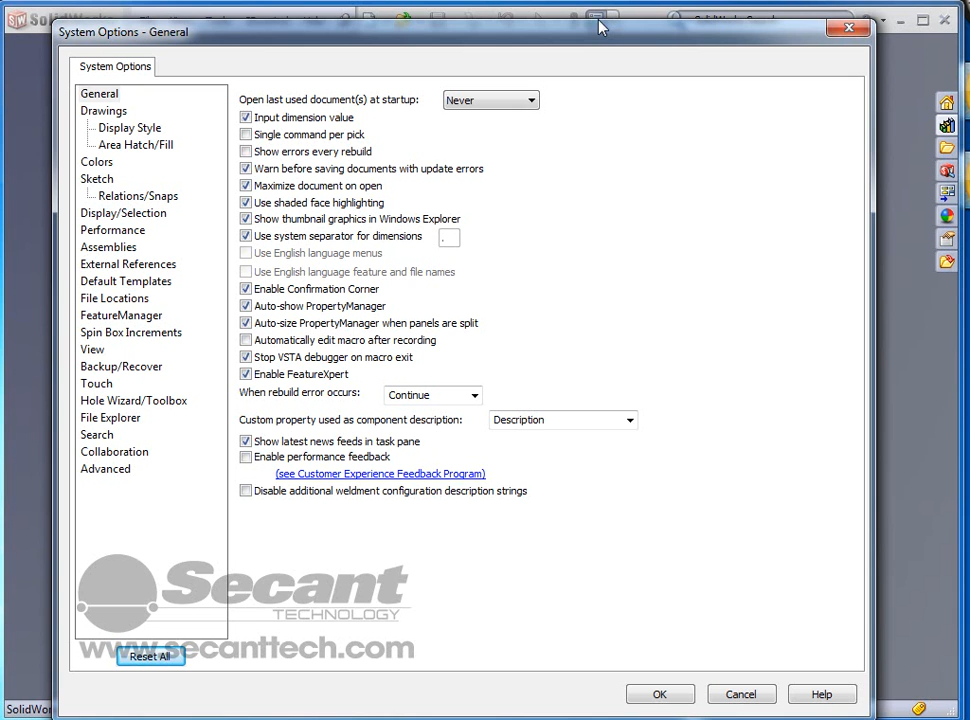 System Options - General
System Options
General
Drawings
Display Style
Area Hatch/Fill
Colors
Sketch
Relations/Snaps
Display/Selection
Performance
Assemblies
External References
Default Templates
File Locations
FeatureManager
Spin Box Increments
View
Backup/Recover
Touch
Hole Wizard/Toolbox
File Explorer
Search
Collaboration
Advanced
Open last used document(s) at startup: Never
Input dimension value
Single command per pick
Show errors every rebuild
Warn before saving documents with update errors
Maximize document on open
Use shaded face highlighting
Show thumbnail graphics in Windows Explorer
Use system separator for dimensions .
Use English language menus
Use English language feature and file names
Enable Confirmation Corner
Auto-show PropertyManager
Auto-size PropertyManager when panels are split
Automatically edit macro after recording
Stop VSTA debugger on macro exit
Enable FeatureXpert
When rebuild error occurs: Continue
Custom property used as component description: Description
Show latest news feeds in task pane
Enable performance feedback
(see Customer Experience Feedback Program)
Disable additional weldment configuration description strings
Secant
TECHNOLOGY
www.secanttech.com
Reset All
OK Cancel Help
SolidWor